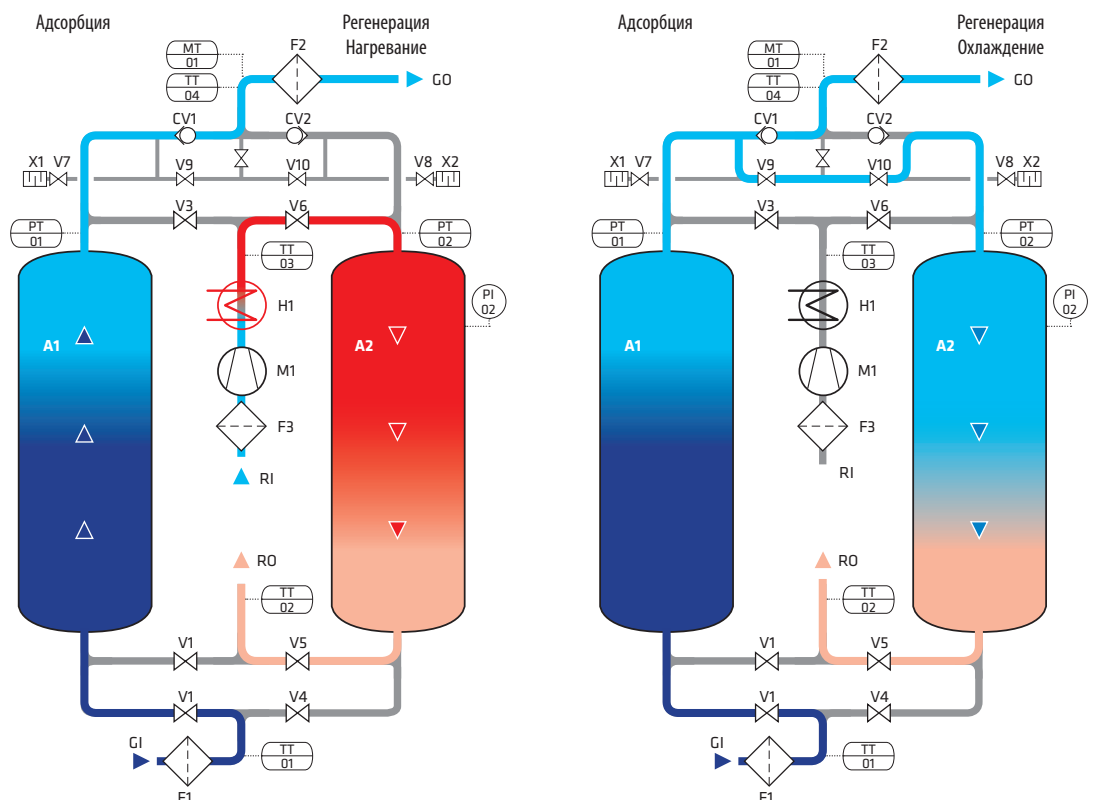 Адсорбция
Регенерация
Нагревание
MT
01
TT
04
F2
GO
CV1
CV2
X1 V7
V9
V10
V8 X2
V3
V6
PT
01
PT
02
TT
03
H1
PI
02
A1
A2
M1
F3
RI
RO
TT
02
V1
V5
V1
V4
GI
TT
01
F1
Адсорбция
Регенерация
Охлаждение
MT
01
TT
04
F2
GO
CV1
CV2
X1 V7
V9
V10
V8 X2
V3
V6
PT
01
PT
02
TT
03
H1
PI
02
A1
A2
M1
F3
RI
RO
TT
02
V1
V5
V1
V4
GI
TT
01
F1